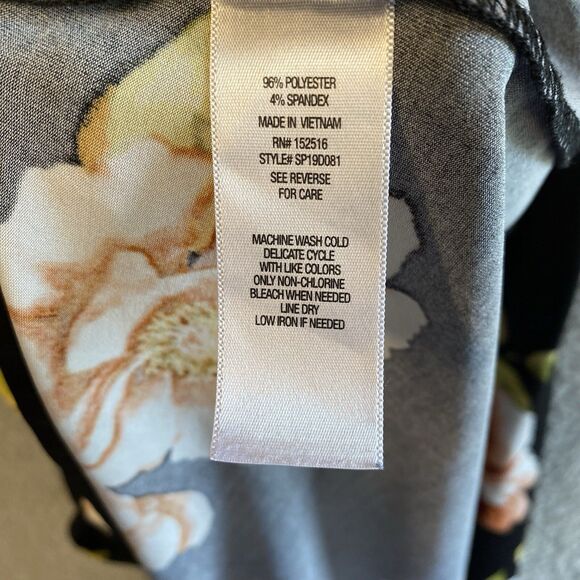 96% POLYESTER
4% SPANDEX
MADE IN VIETNAM
RN# 152516
STYLE# SP19D081
SEE REVERSE
FOR CARE
MACHINE WASH COLD
DELICATE CYCLE
WITH LIKE COLORS
ONLY NON-CHLORINE
BLEACH WHEN NEEDED
LINE DRY
LOW IRON IF NEEDED